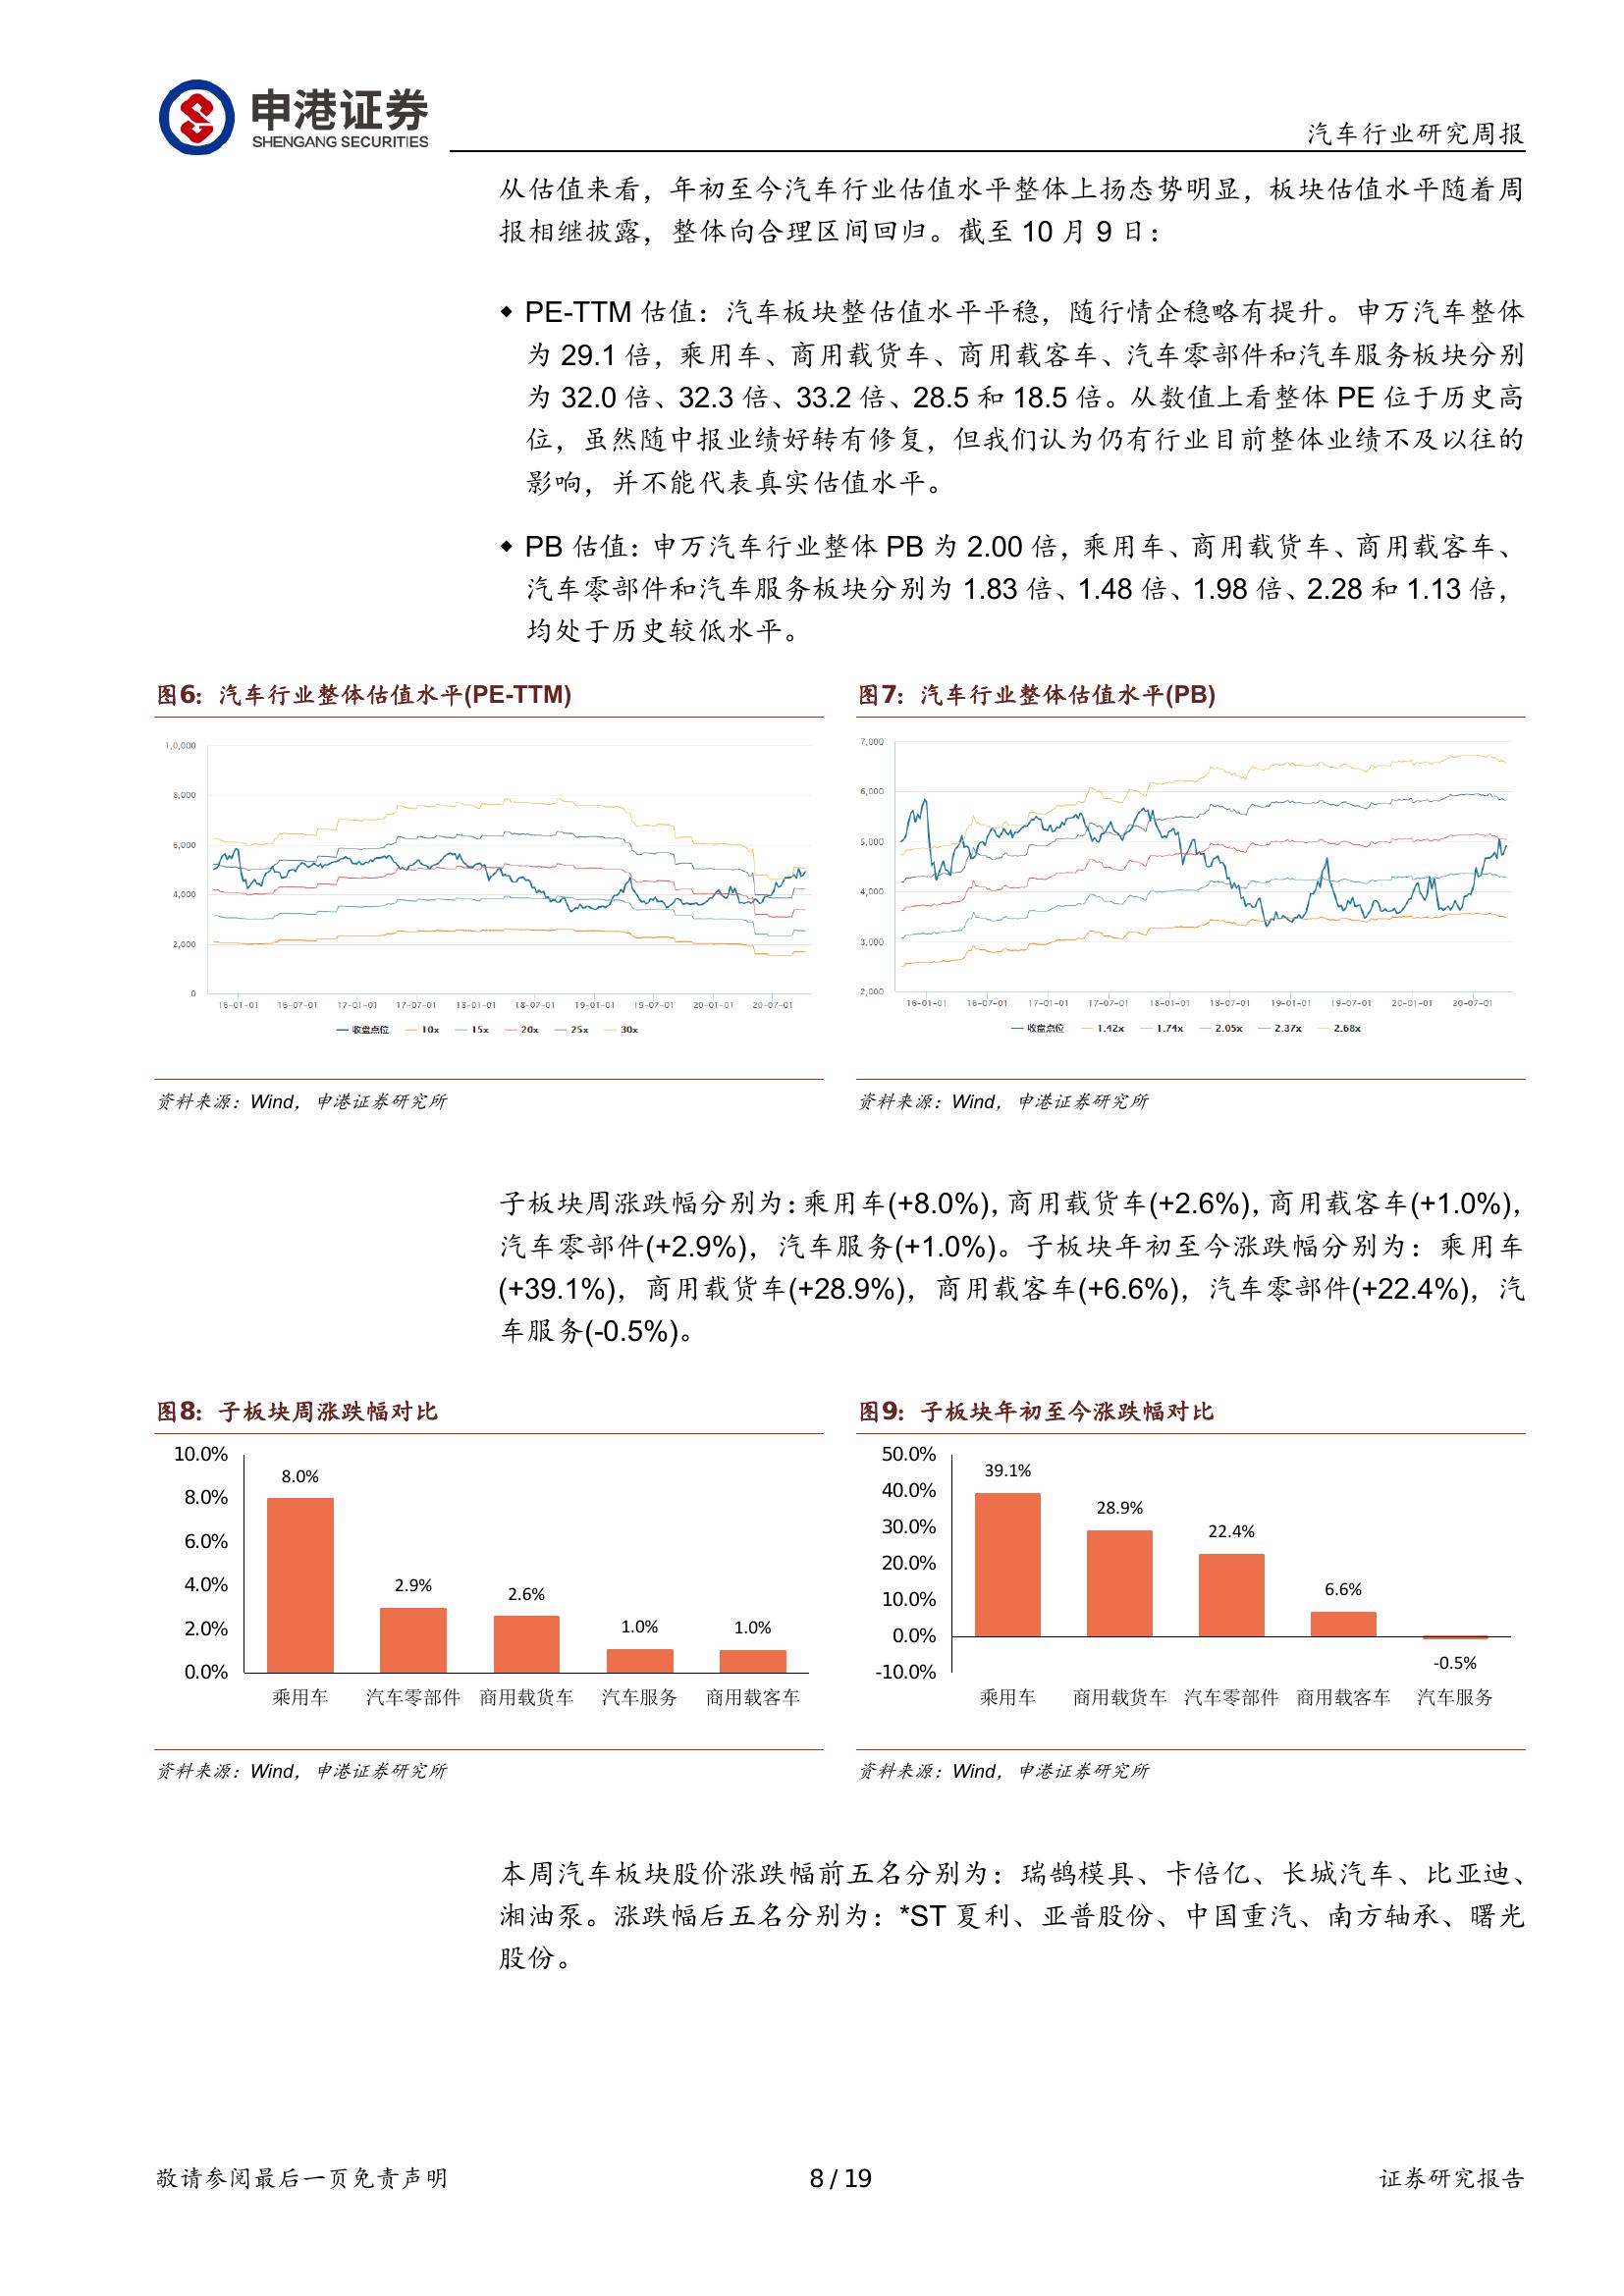 申港证券
SHENGANG SECURITIES
汽车行业研究周报
从估值来看，年初至今汽车行业估值水平整体上扬态势明显，板块估值水平随着周
报相继披露，整体向合理区间回归。截至 10 月 9 日：
◆ PE-TTM 估值：汽车板块整估值水平平稳，随行情企稳略有提升。申万汽车整体
为 29.1 倍，乘用车、商用载货车、商用载客车、汽车零部件和汽车服务板块分别
为 32.0 倍、32.3 倍、33.2 倍、28.5 和 18.5 倍。从数值上看整体 PE 位于历史高
位，虽然随中报业绩好转有修复，但我们认为仍有行业目前整体业绩不及以往的
影响，并不能代表真实估值水平。
◆ PB 估值：申万汽车行业整体 PB 为 2.00 倍，乘用车、商用载货车、商用载客车、
汽车零部件和汽车服务板块分别为 1.83 倍、1.48 倍、1.98 倍、2.28 和 1.13 倍，
均处于历史较低水平。
图6：汽车行业整体估值水平(PE-TTM)
1,0,000
8,000
6,000
4,000
2,000
0
16-01-01 16-07-01 17-01-01 17-07-01 18-01-01 18-07-01 19-01-01 19-07-01 20-01-01 20-07-01
收盘点位 10x 15x 20x 25x 30x
资料来源：Wind，申港证券研究所
图7：汽车行业整体估值水平(PB)
7,000
6,000
5,000
4,000
3,000
2,000
16-01-01 16-07-01 17-01-01 17-07-01 18-01-01 18-07-01 19-01-01 19-07-01 20-01-01 20-07-01
收盘点位 1.42x 1.74x 2.05x 2.37x 2.68x
资料来源：Wind，申港证券研究所
子板块周涨跌幅分别为：乘用车(+8.0%)，商用载货车(+2.6%)，商用载客车(+1.0%)，
汽车零部件(+2.9%)，汽车服务(+1.0%)。子板块年初至今涨跌幅分别为：乘用车
(+39.1%)，商用载货车(+28.9%)，商用载客车(+6.6%)，汽车零部件(+22.4%)，汽
车服务(-0.5%)。
图8：子板块周涨跌幅对比
10.0%
8.0%
6.0%
4.0%
2.0%
0.0%
8.0% 2.9% 2.6% 1.0% 1.0%
乘用车 汽车零部件 商用载货车 汽车服务 商用载客车
资料来源：Wind，申港证券研究所
图9：子板块年初至今涨跌幅对比
50.0%
40.0%
30.0%
20.0%
10.0%
0.0%
-10.0%
39.1% 28.9% 22.4% 6.6% -0.5%
乘用车 商用载货车 汽车零部件 商用载客车 汽车服务
资料来源：Wind，申港证券研究所
本周汽车板块股价涨跌幅前五名分别为：瑞鹄模具、卡倍亿、长城汽车、比亚迪、
湘油泵。涨跌幅后五名分别为：*ST 夏利、亚普股份、中国重汽、南方轴承、曙光
股份。
敬请参阅最后一页免责声明
8 / 19
证券研究报告